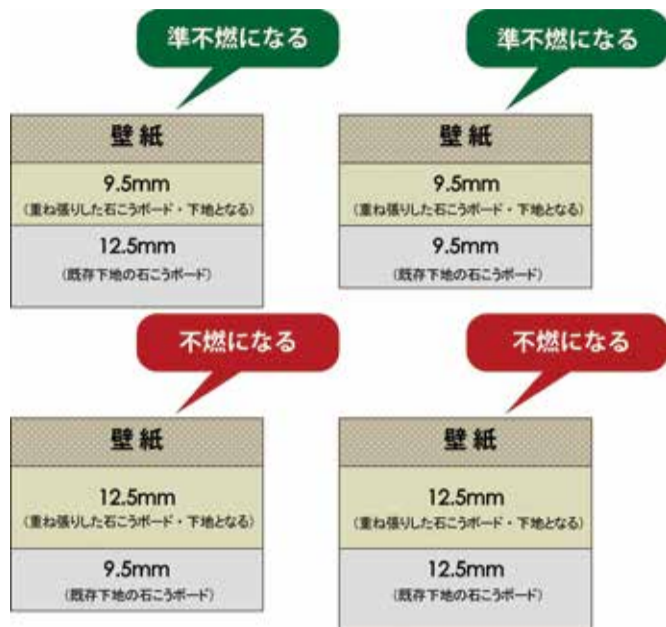 準不燃になる
準不燃になる
壁紙
9.5mm
(重ね張りした石こうボード・下地となる)
12.5mm
(既存下地の石こうボード)
壁紙
9.5mm
(重ね張りした石こうボード・下地となる)
9.5mm
(既存下地の石こうボード)
不燃になる
不燃になる
壁紙
12.5mm
(重ね張りした石こうボード・下地となる)
9.5mm
(既存下地の石こうボード)
壁紙
12.5mm
(重ね張りした石こうボード・下地となる)
12.5mm
(既存下地の石こうボード)